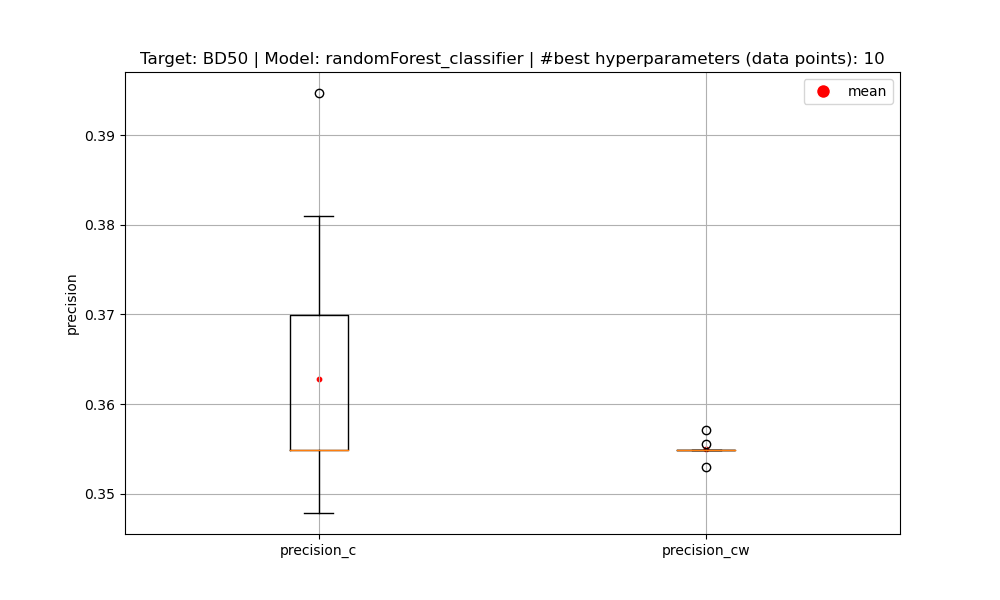 Target: BD50 | Model: randomForest_classifier | #best hyperparameters (data points): 10
mean
0.39
0.38
0.37
0.36
0.35
precision
precision_c
precision_cw